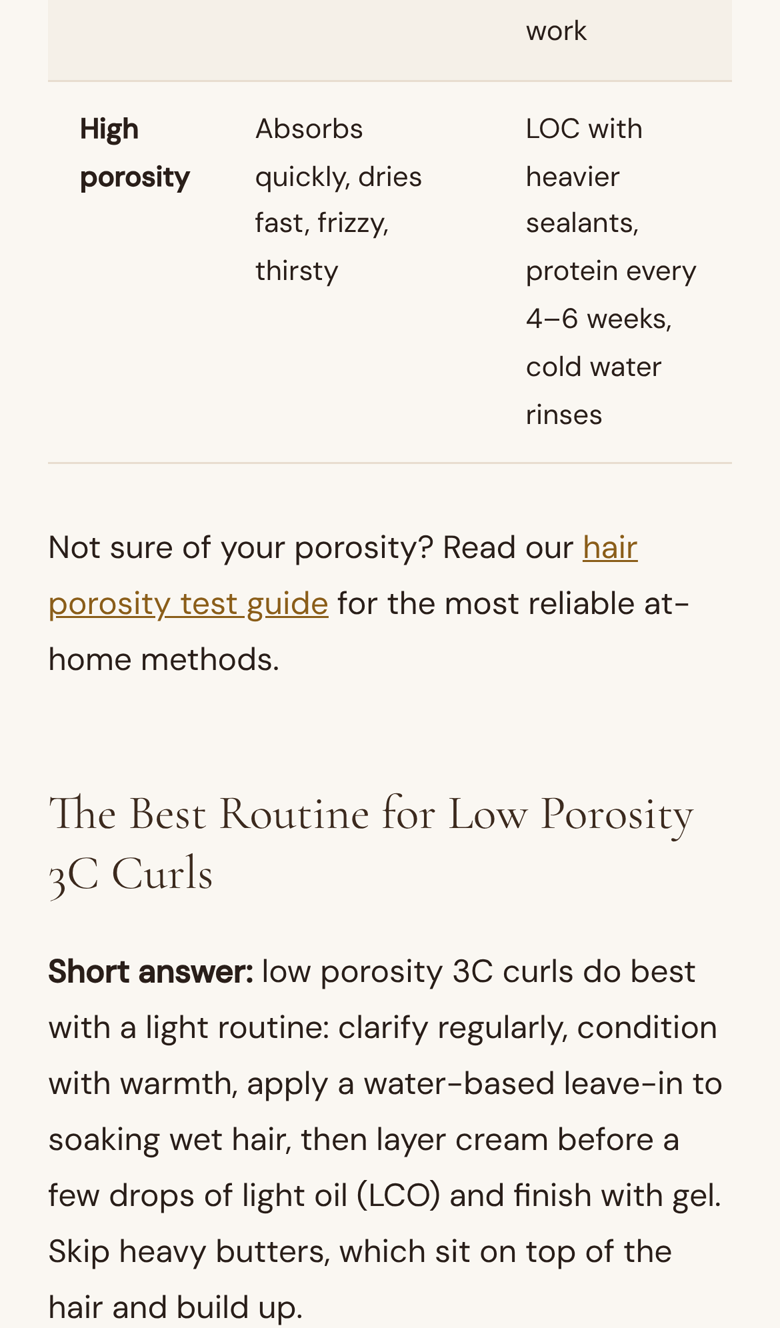 work
High Absorbs LOC with
porosity quickly, dries heavier
fast, frizzy, sealants,
thirsty protein every
4–6 weeks,
cold water
rinses
Not sure of your porosity? Read our hair
porosity test guide for the most reliable at-
home methods.
The Best Routine for Low Porosity
3C Curls
Short answer: low porosity 3C curls do best
with a light routine: clarify regularly, condition
with warmth, apply a water-based leave-in to
soaking wet hair, then layer cream before a
few drops of light oil (LCO) and finish with gel.
Skip heavy butters, which sit on top of the
hair and build up.